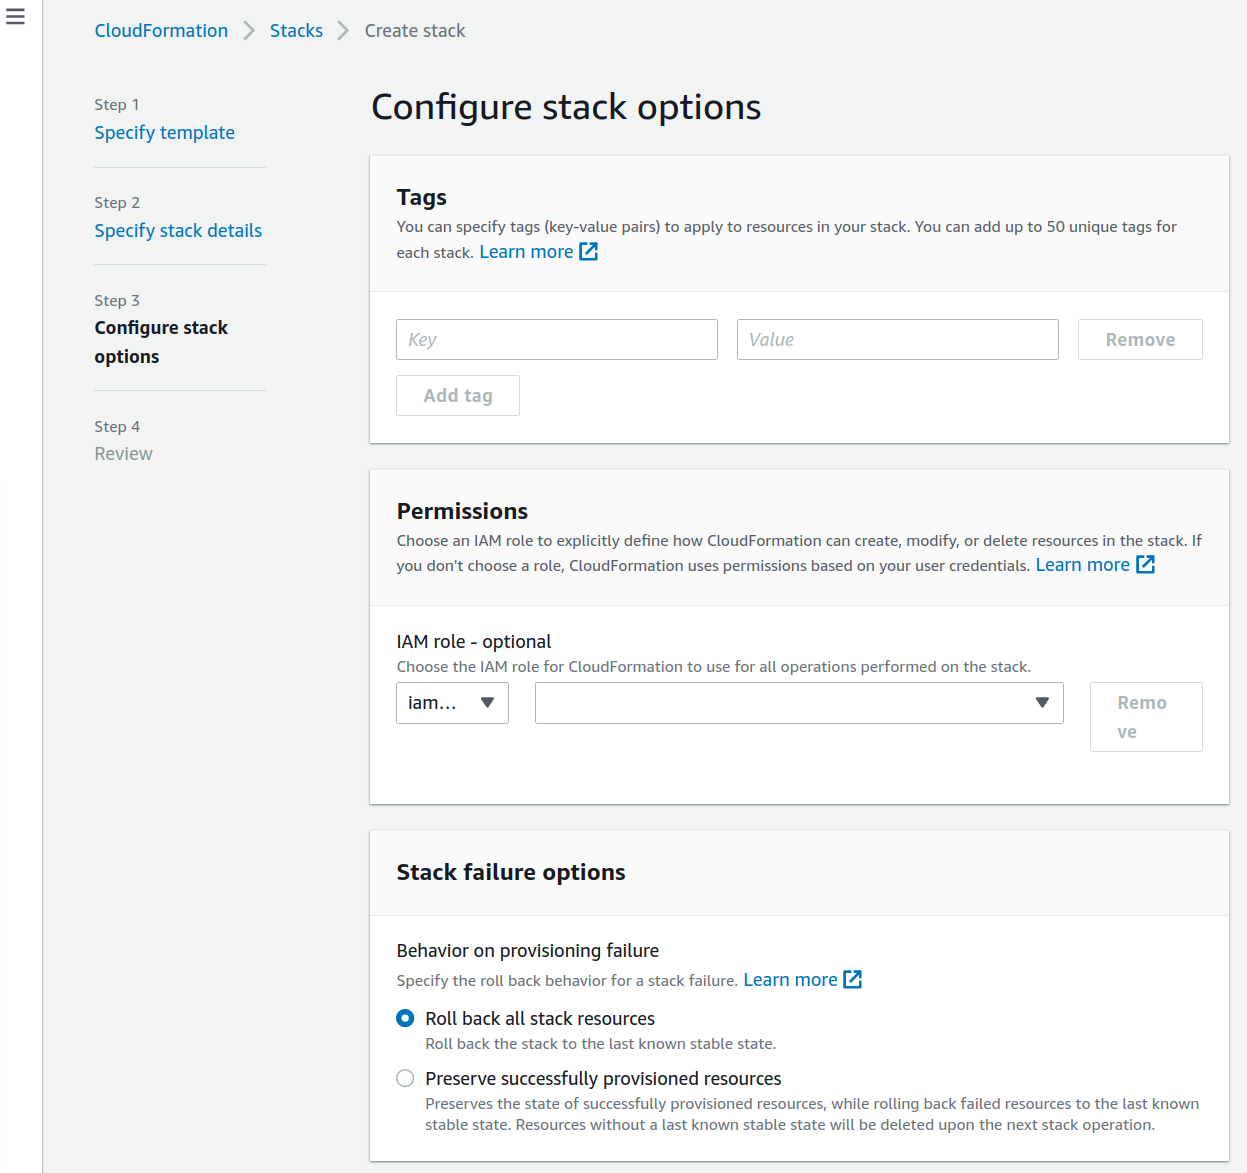 CloudFormation
Stacks
Create stack
Step 1
Specify template
Step 2
Specify stack details
Step 3
Configure stack
options
Step 4
Review
Configure stack options
Tags
You can specify tags (key-value pairs) to apply to resources in your stack. You can add up to 50 unique tags for
each stack. Learn more
Key
Value
Remove
Add tag
Permissions
Choose an IAM role to explicitly define how CloudFormation can create, modify, or delete resources in the stack. If
you don't choose a role, CloudFormation uses permissions based on your user credentials. Learn more
IAM role - optional
Choose the IAM role for CloudFormation to use for all operations performed on the stack.
iam...
Remo
ve
Stack failure options
Behavior on provisioning failure
Specify the roll back behavior for a stack failure. Learn more
Roll back all stack resources
Roll back the stack to the last known stable state.
Preserve successfully provisioned resources
Preserves the state of successfully provisioned resources, while rolling back failed resources to the last known
stable state. Resources without a last known stable state will be deleted upon the next stack operation.